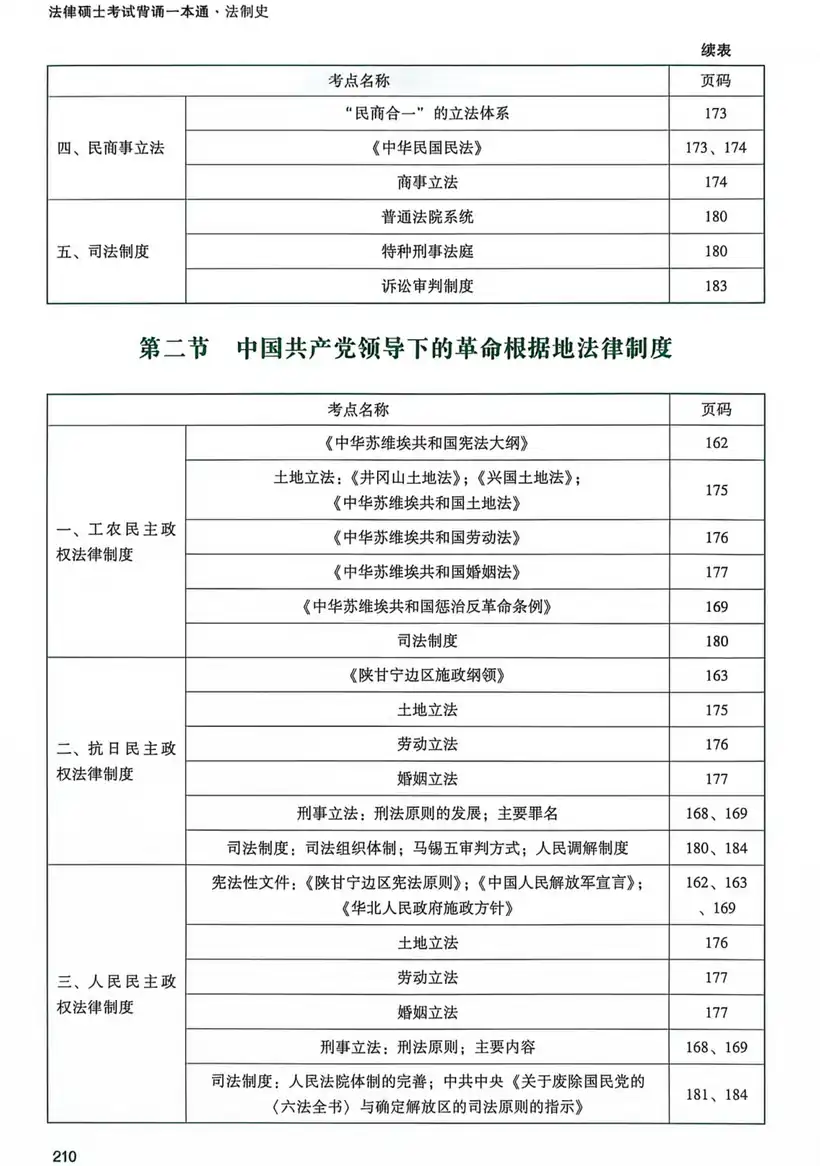 法律硕士考试背诵一本通·法制史
续表
考点名称 页码
四、民商事立法
“民商合一”的立法体系 173
《中华民国民法》 173、174
商事立法 174
五、司法制度
普通法院系统 180
特种刑事法庭 180
诉讼审判制度 183
第二节 中国共产党领导下的革命根据地法律制度
考点名称 页码
一、工农民主政
权法律制度
《中华苏维埃共和国宪法大纲》 162
土地立法：《井冈山土地法》；《兴国土地法》；
《中华苏维埃共和国土地法》
175
《中华苏维埃共和国劳动法》 176
《中华苏维埃共和国婚姻法》 177
《中华苏维埃共和国惩治反革命条例》 169
司法制度 180
二、抗日民主政
权法律制度
《陕甘宁边区施政纲领》 163
土地立法 175
劳动立法 176
婚姻立法 177
刑事立法：刑法原则的发展；主要罪名 168、169
司法制度：司法组织体制；马锡五审判方式；人民调解制度 180、184
三、人民民主政
权法律制度
宪法性文件：《陕甘宁边区宪法原则》；《中国人民解放军宣言》；
《华北人民政府施政方针》
162、163
、169
土地立法 176
劳动立法 177
婚姻立法 177
刑事立法：刑法原则；主要内容 168、169
司法制度：人民法院体制的完善；中共中央《关于废除国民党的
〈六法全书〉与确定解放区的司法原则的指示》
181、184
210